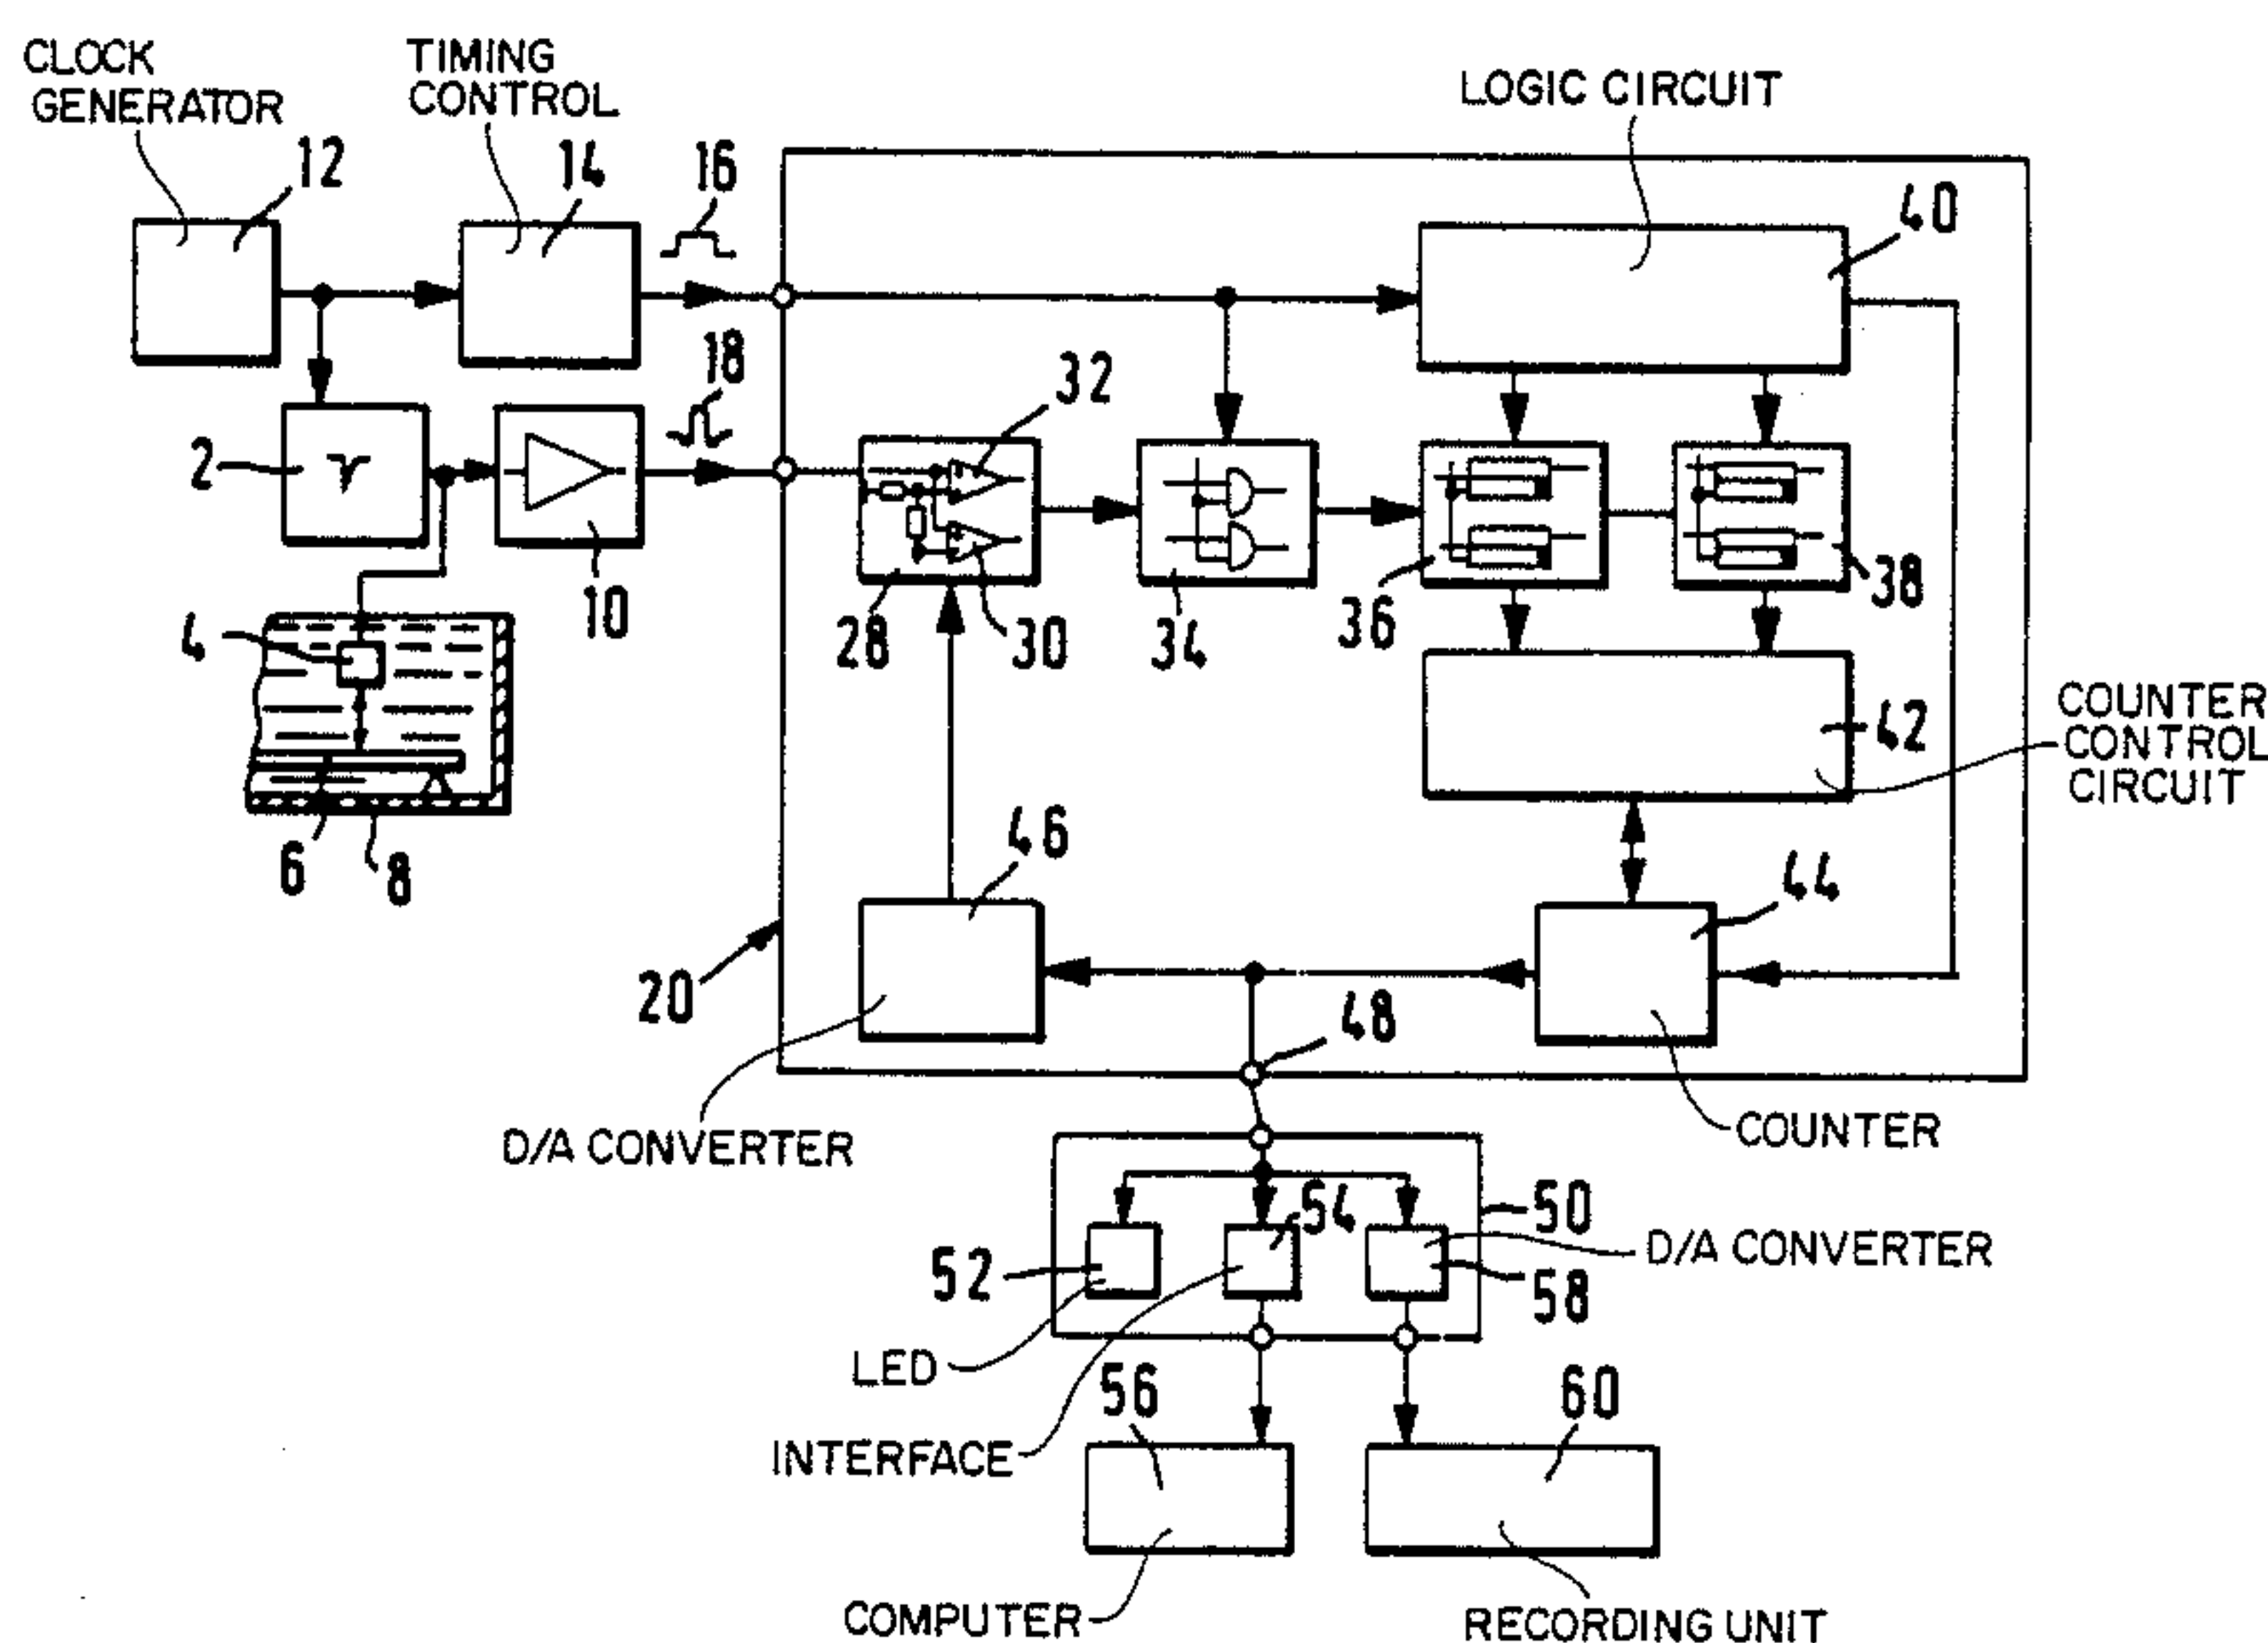 CLOCK
GENERATOR
TIMING
CONTROL
LOGIC CIRCUIT
12
14
16
40
18
32
2
10
28
30
34
36
38
4
42
COUNTER
CONTROL
CIRCUIT
6
8
46
44
20
48
D/A CONVERTER
COUNTER
50
54
52
D/A CONVERTER
58
LED
56
60
INTERFACE
COMPUTER
RECORDING UNIT